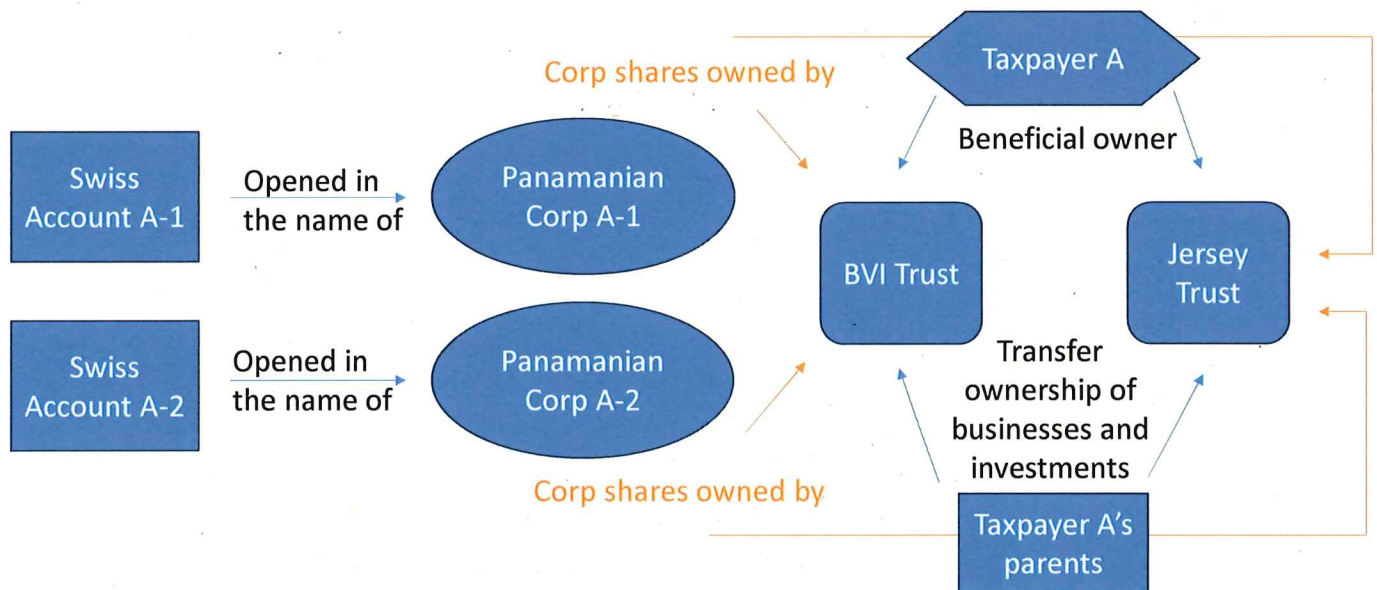 Taxpayer A
Corp shares owned by
Beneficial owner
Swiss
Account A-1
Opened in
the name of
Panamanian
Corp A-1
BVI Trust
Jersey
Trust
Swiss
Account A-2
Opened in
the name of
Panamanian
Corp A-2
Transfer
ownership of
businesses and
investments
Corp shares owned by
Taxpayer A's
parents